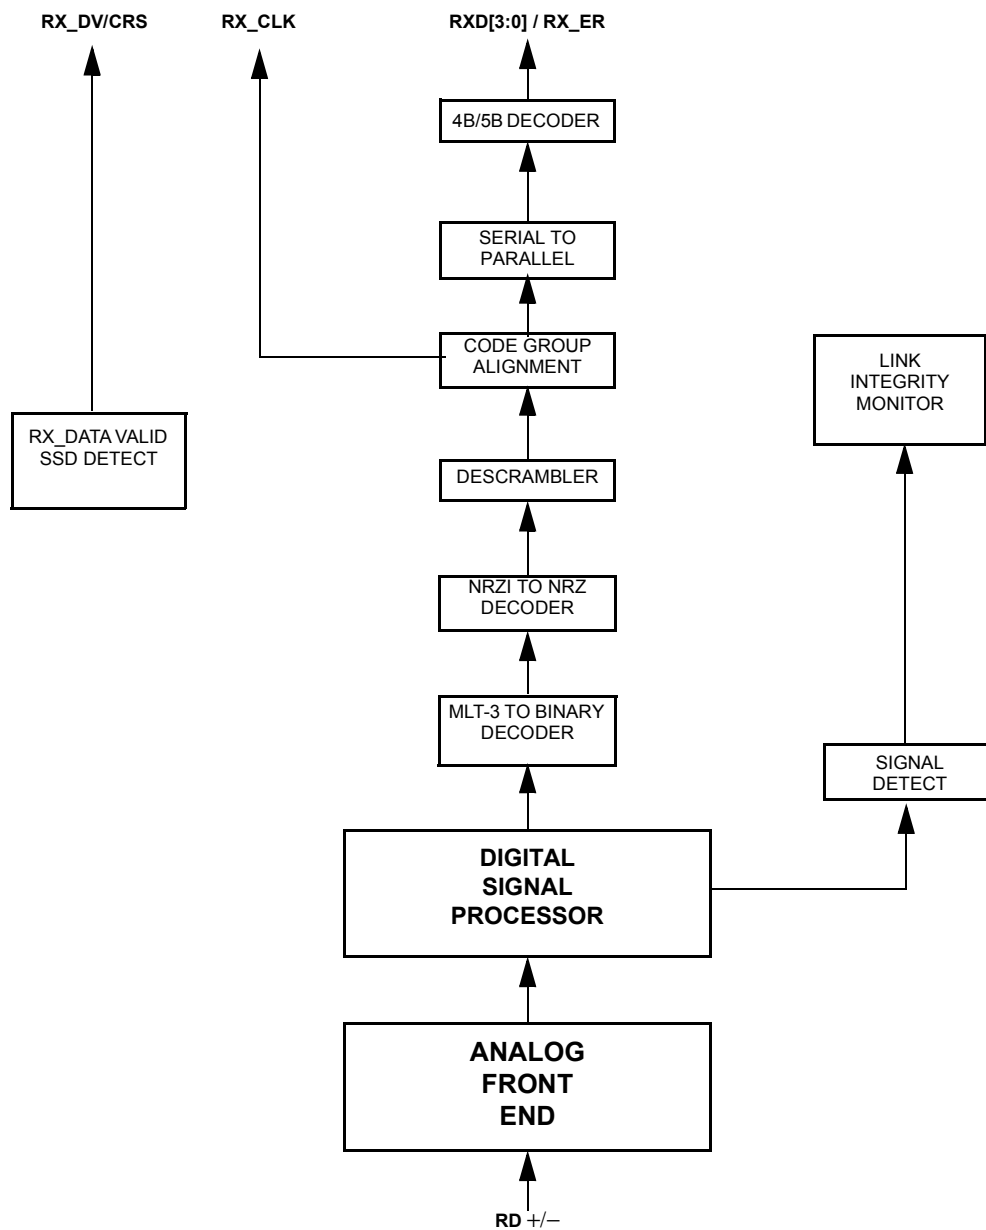 RX_DV/CRS
RX_CLK
RXD[3:0] / RX_ER
4B/5B DECODER
SERIAL TO
PARALLEL
CODE GROUP
ALIGNMENT
LINK
INTEGRITY
MONITOR
RX_DATA VALID
SSD DETECT
DESCRAMBLER
NRZI TO NRZ
DECODER
MLT-3 TO BINARY
DECODER
SIGNAL
DETECT
DIGITAL
SIGNAL
PROCESSOR
ANALOG
FRONT
END
RD +/−